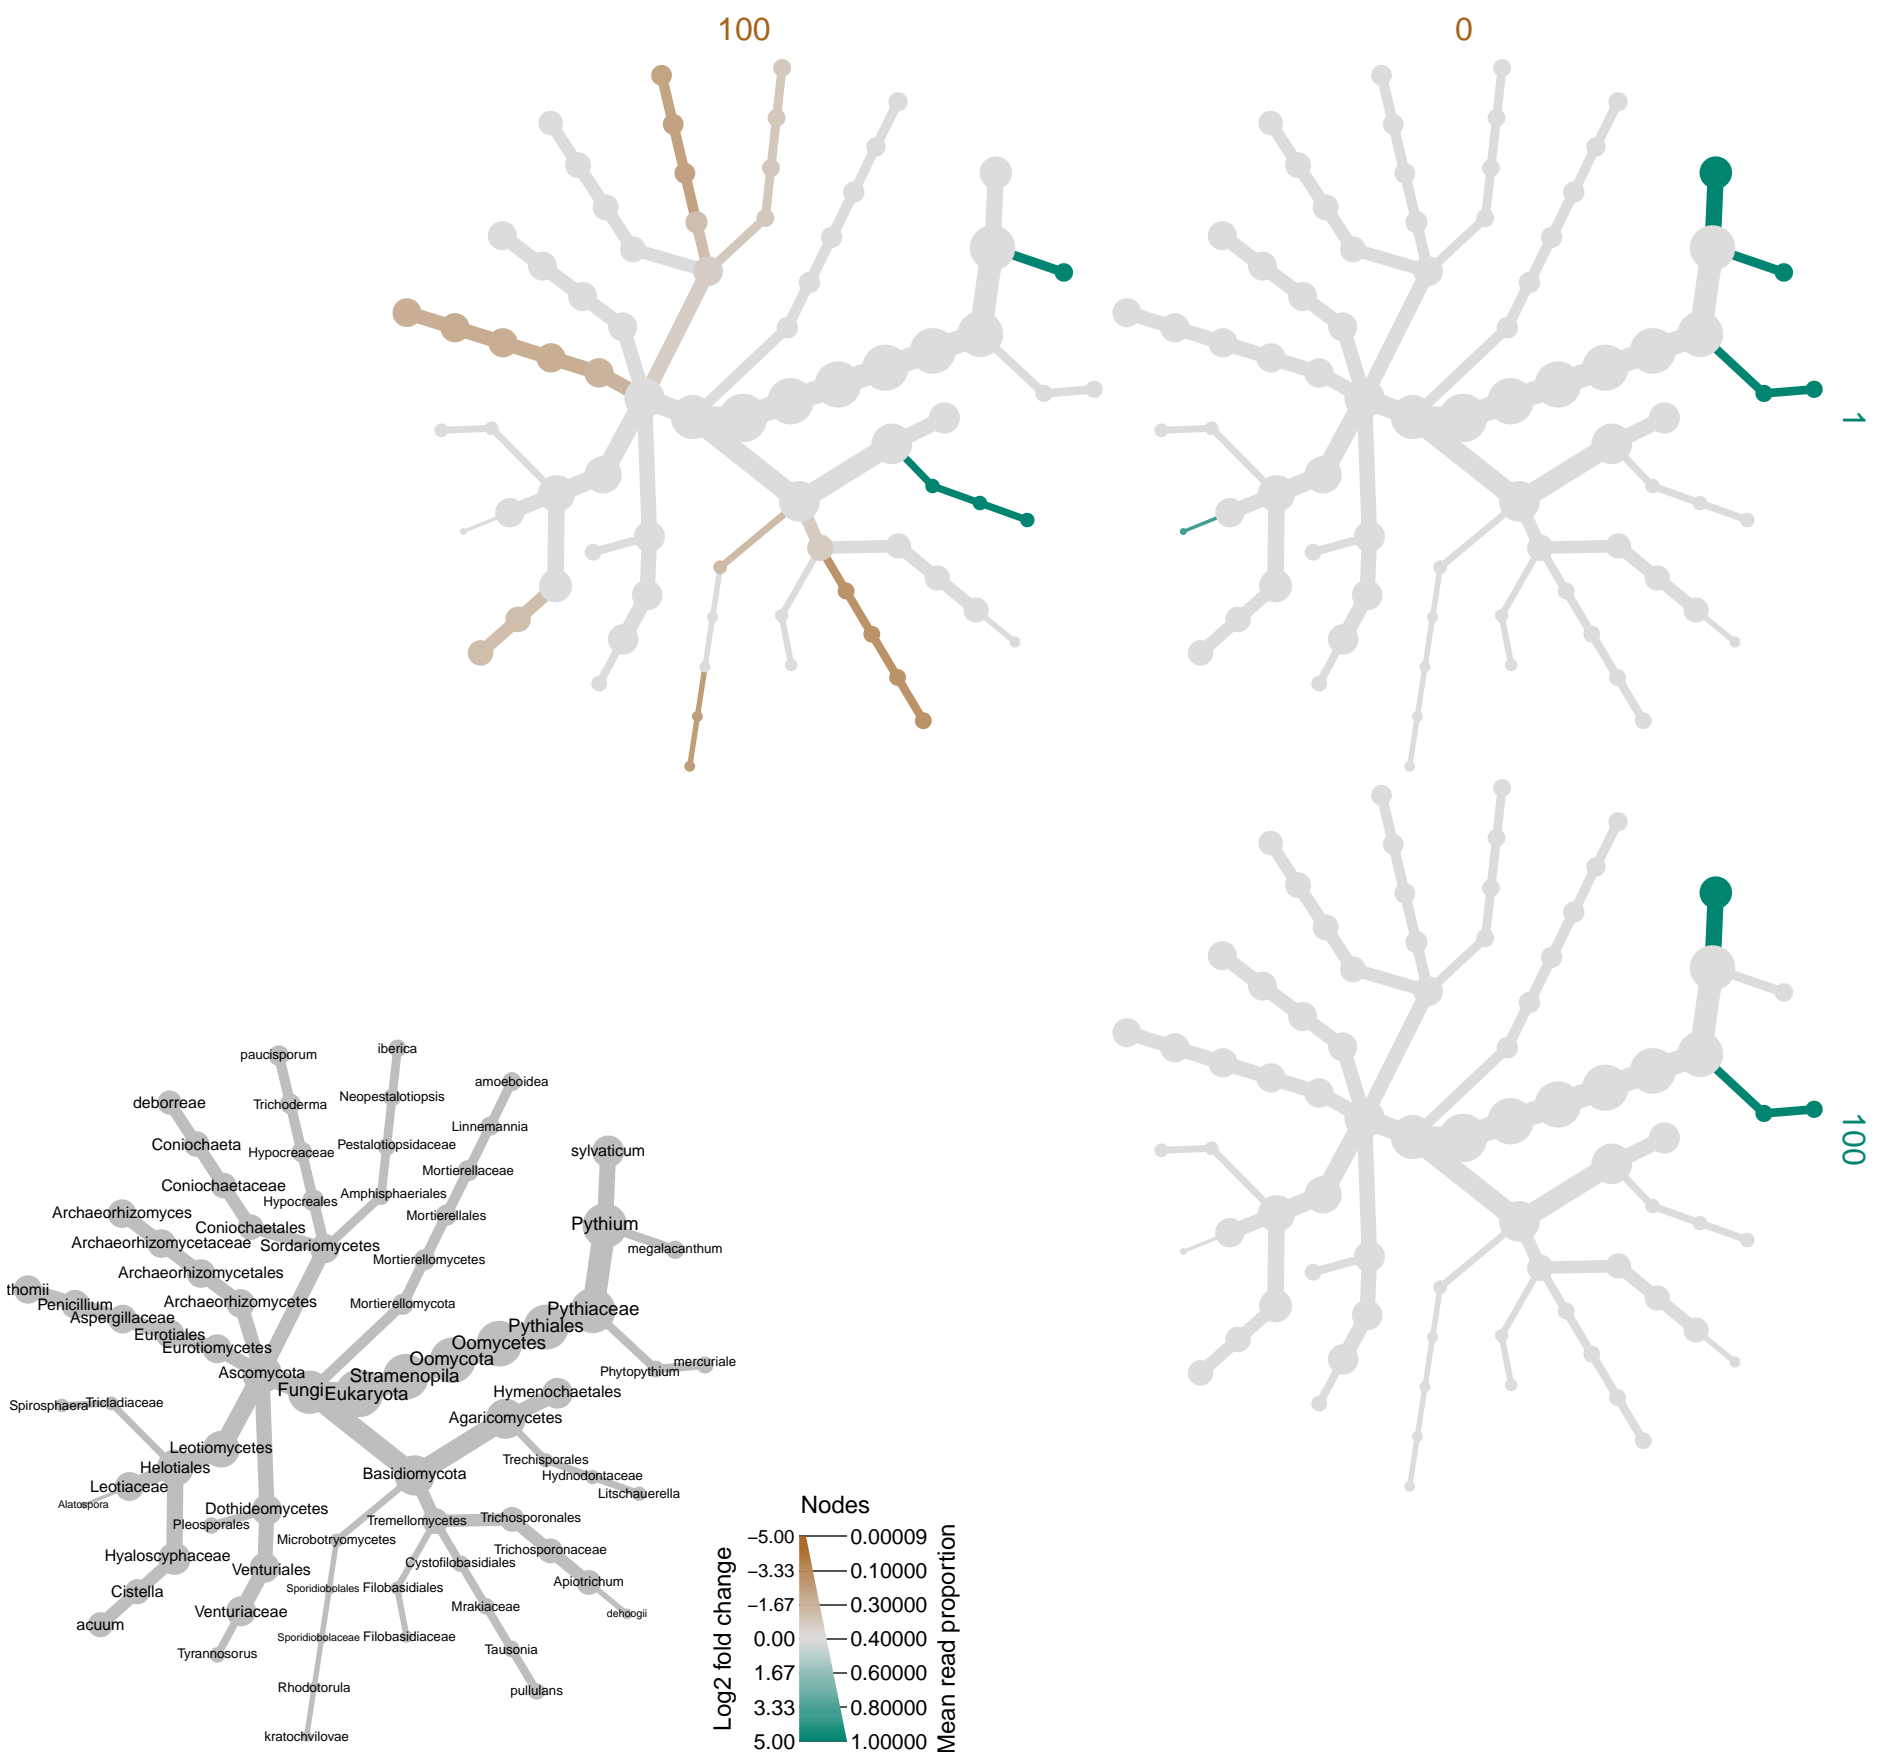 100
0
1
100
iberica
paucisporum
amoeboidea
Neopestalotiopsis
deborreae
Trichoderma
Linnemannia
Coniochaeta
Pestalotiopsidaceae
Hypocreaceae
sylvaticum
Mortierellaceae
Coniochaetaceae
Amphisphaeriales
Hypocreales
Archaeorhizomyces
Mortierellales
Pythium
Coniochaetales
Archaeorhizomycetaceae
Sordariomycetes
megalacanthum
Mortierellomycetes
Archaeorhizomycetales
thomii
Archaeorhizomycetes
Mortierellomycota
Penicillium
Pythiaceae
Aspergillaceae
Pythiales
Eurotiales
Oomycetes
Eurotiomycetes
Oomycota
mercuriale
Ascomycota
Phytopythium
Stramenopila
Fungi
Eukaryota
Hymenochaetales
Spirosphaera
Tricladiaceae
Agaricomycetes
Leotiomycetes
Trechisporales
Helotiales
Basidiomycota
Hydnodontaceae
Leotiaceae
Litschauerella
Alatospora
Dothideomycetes
Tremellomycetes
Trichosporonales
Pleosporales
Microbotryomycetes
Trichosporonaceae
Hyaloscyphaceae
Cystofilobasidiales
Venturiales
Apiotrichum
Cistella
Sporidiobolales
Filobasidiales
Mrakiaceae
Venturiaceae
dehoogii
acuum
Sporidiobolaceae
Filobasidiaceae
Tyrannosorus
Tausonia
Rhodotorula
pullulans
kratochvilovae
Nodes
Log2 fold change
Mean read proportion
−5.00 0.00009
−3.33 0.10000
−1.67 0.30000
0.00 0.40000
1.67 0.60000
3.33 0.80000
5.00 1.00000